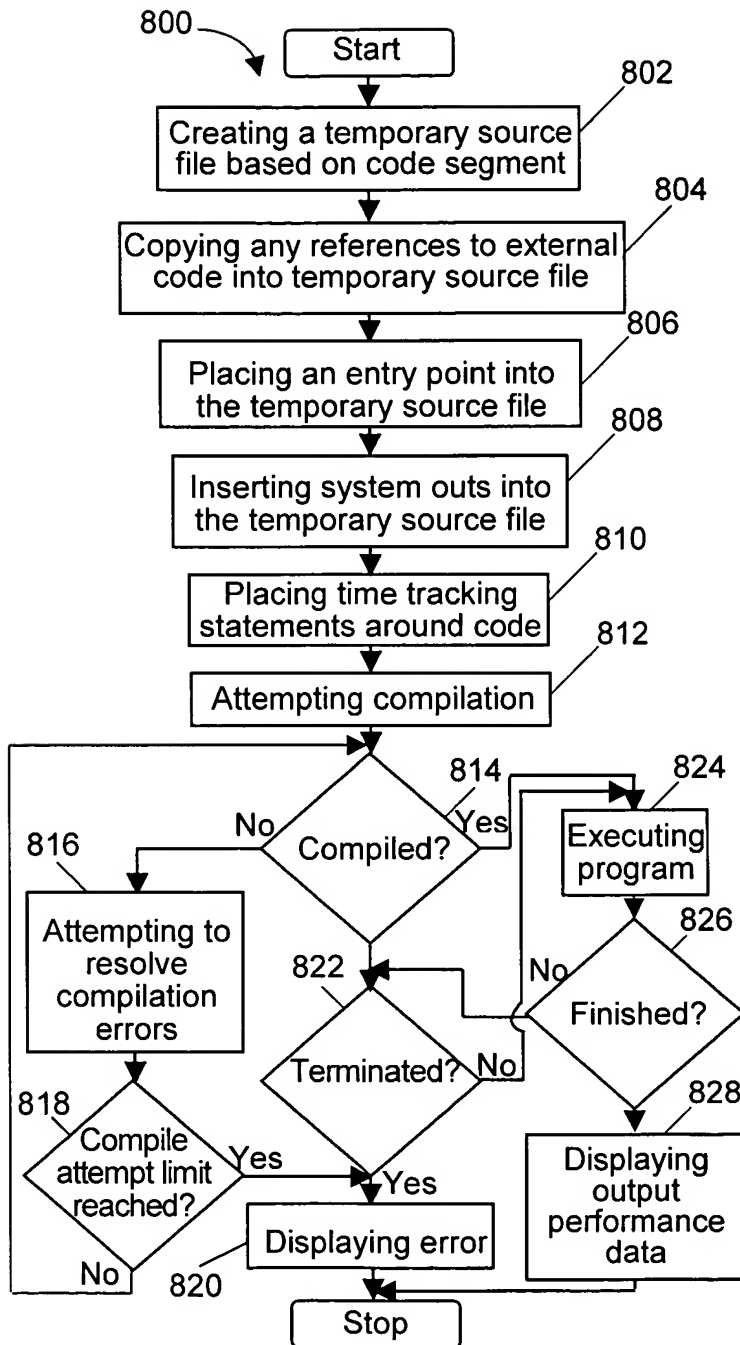 800
Start
802
Creating a temporary source
file based on code segment
804
Copying any references to external
code into temporary source file
806
Placing an entry point into
the temporary source file
808
Inserting system outs into
the temporary source file
810
Placing time tracking
statements around code
812
Attempting compilation
814
No
Compiled?
Yes
824
Executing
program
816
Attempting to
resolve
compilation
errors
822
Terminated?
No
826
No
Finished?
818
Compile
attempt limit
reached?
Yes
No
Yes
820
Displaying error
828
Displaying
output
performance
data
Stop